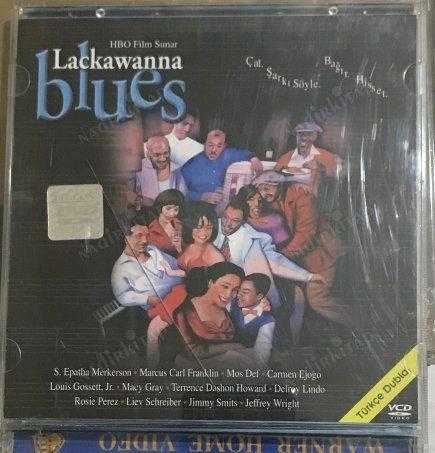 HBO Film Sunar
Lackawanna
blues
Çal. Şarkı Söyle. Bağır. Hisset.
S. Epatha Merkerson • Marcus Carl Franklin • Mos Def • Carmen Ejogo
Louis Gossett, Jr. • Macy Gray • Terrence Dashon Howard • Delroy Lindo
Rosie Perez • Liev Schreiber • Jimmy Smits • Jeffrey Wright
Türkçe Dublaj
VCD
VIDEO
WARNER HOME VIDEO